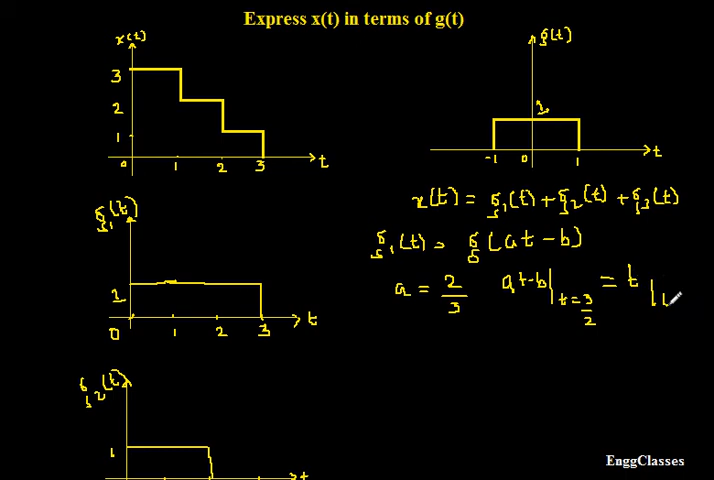 Express x(t) in terms of g(t)
x(t)
3
2
1
0 1 2 3 t
g(t)
1
-1 0 1 t
x(t) = g1(t) + g2(t) + g3(t)
g1(t)
1
0 1 2 3 t
g1(t) = g(at - b)
a = 2/3 at-b|t=3/2 = t|
g2(t)
1
t
EnggClasses